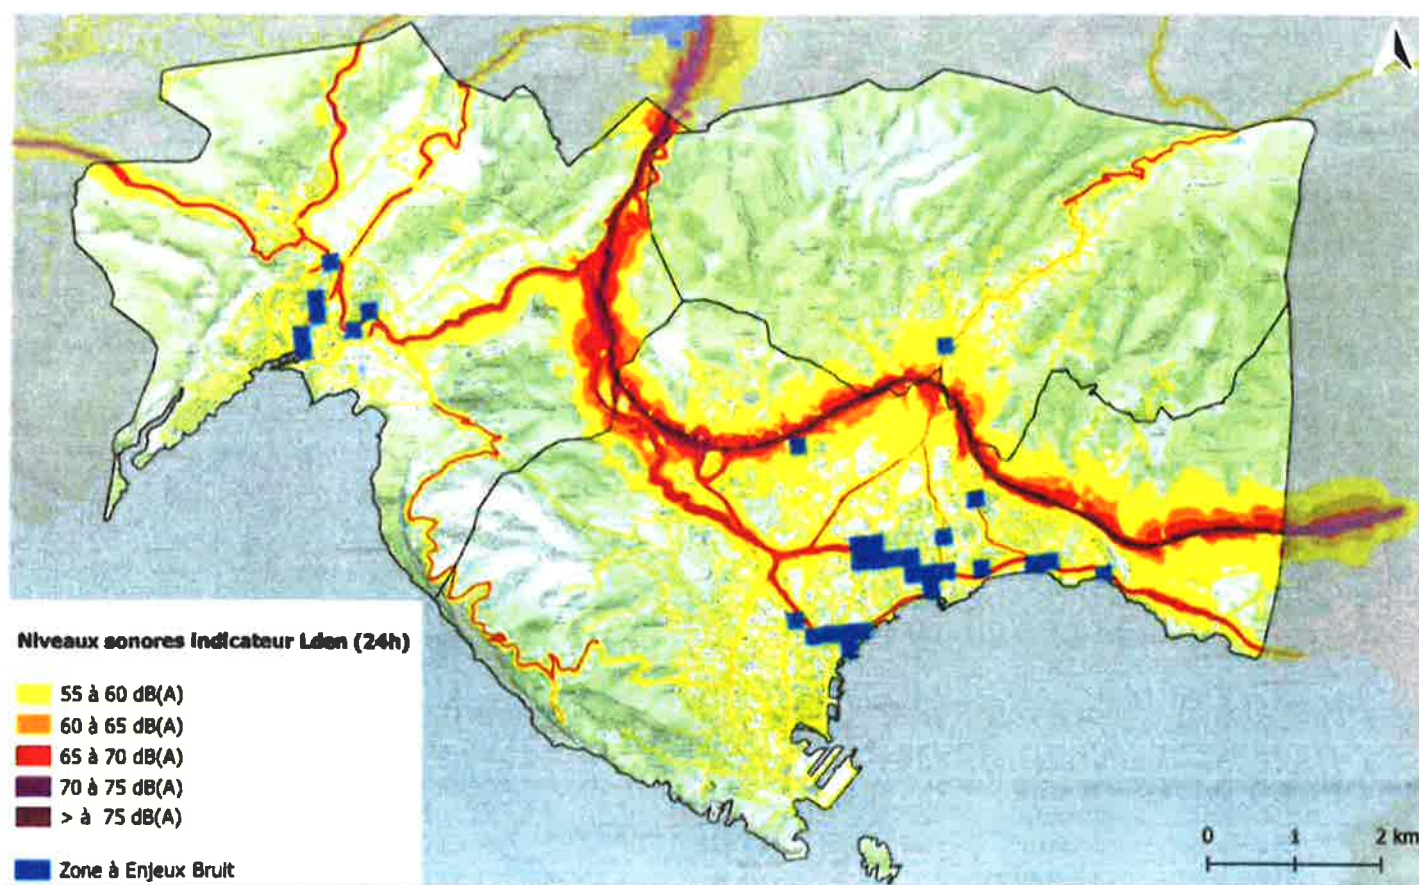 Niveaux sonores indicateur Lden (24h)
55 à 60 dB(A)
60 à 65 dB(A)
65 à 70 dB(A)
70 à 75 dB(A)
> à 75 dB(A)
Zone à Enjeux Bruit
0 1 2 km